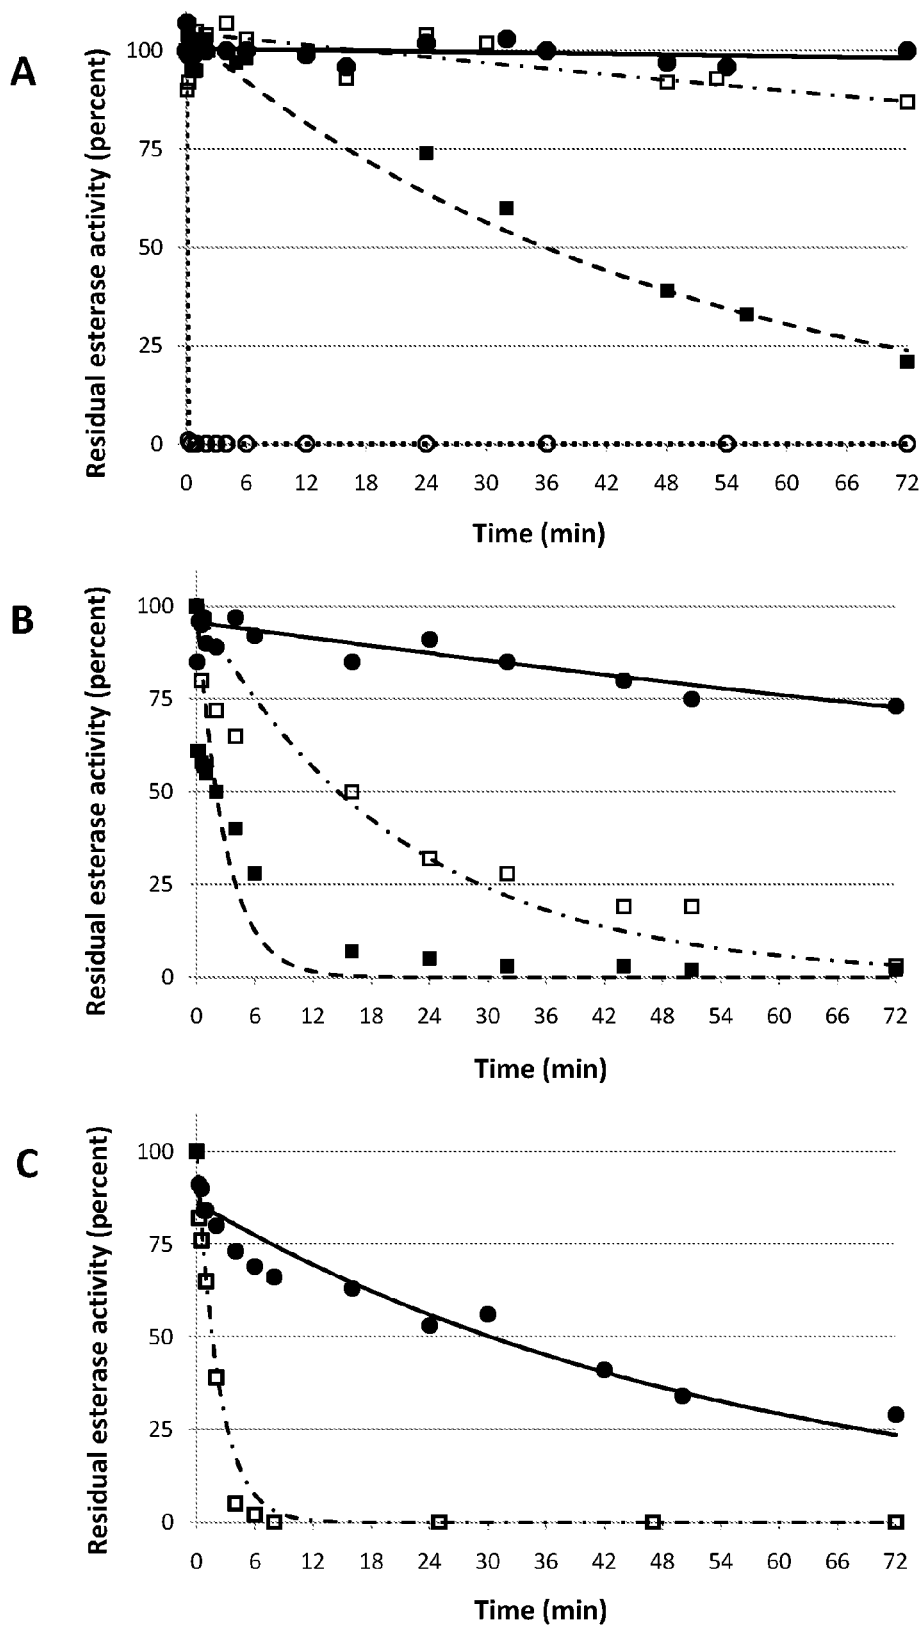 A
Residual esterase activity (percent)
100
75
50
25
0
0 6 12 18 24 30 36 42 48 54 60 66 72
Time (min)
B
Residual esterase activity (percent)
100
75
50
25
0
0 6 12 18 24 30 36 42 48 54 60 66 72
Time (min)
C
Residual esterase activity (percent)
100
75
50
25
0
0 6 12 18 24 30 36 42 48 54 60 66 72
Time (min)